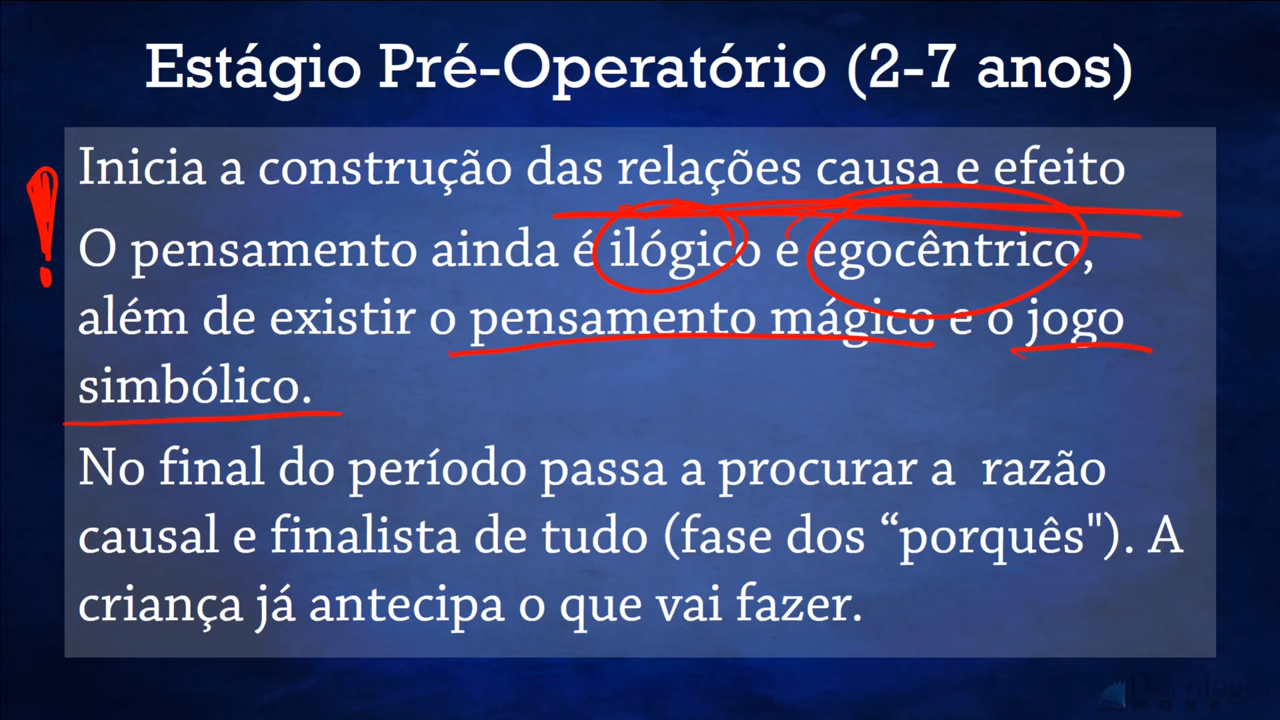 Estágio Pré-Operatório (2-7 anos)
Inicia a construção das relações causa e efeito
O pensamento ainda é ilógico e egocêntrico,
além de existir o pensamento mágico e o jogo
simbólico.
No final do período passa a procurar a  razão
causal e finalista de tudo (fase dos “porquês"). A
criança já antecipa o que vai fazer.